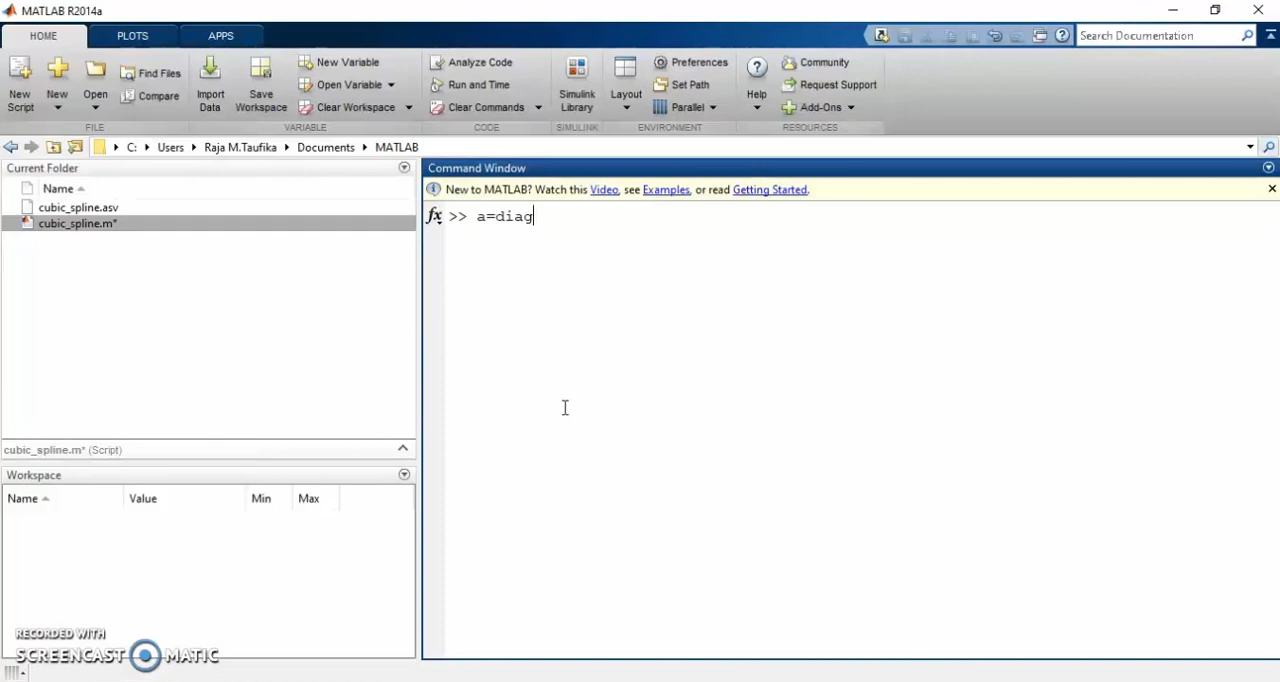 MATLAB R2014a
HOME PLOTS APPS Search Documentation
New Script New Open Find Files Compare Import Data Save Workspace New Variable Open Variable Clear Workspace Analyze Code Run and Time Clear Commands Simulink Library Layout Preferences Set Path Parallel Help Community Request Support Add-Ons
FILE VARIABLE CODE SIMULINK ENVIRONMENT RESOURCES
C: Users Raja M.Taufika Documents MATLAB
Current Folder
Name
cubic_spline.asv
cubic_spline.m*
cubic_spline.m* (Script)
Workspace
Name Value Min Max
Command Window
New to MATLAB? Watch this Video, see Examples, or read Getting Started.
fx >> a=diag
RECORDED WITH
SCREENCAST MATIC